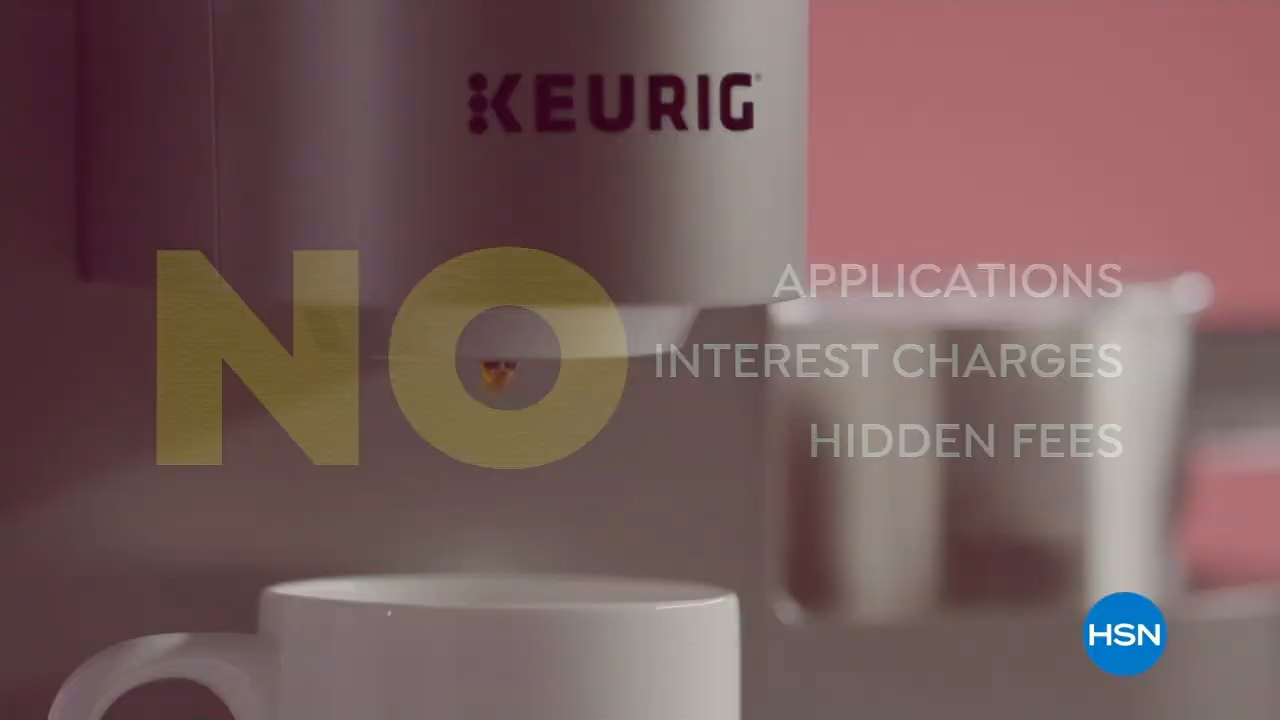 KEURIG
NO
APPLICATIONS
INTEREST CHARGES
HIDDEN FEES
HSN